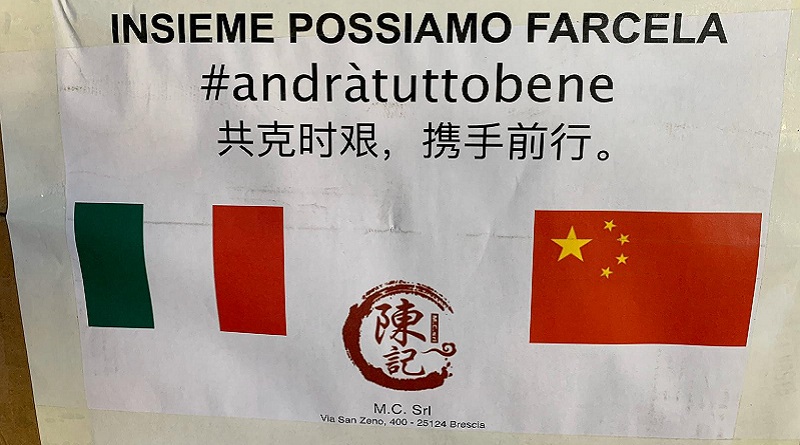 INSIEME POSSIAMO FARCELA
#andràtuttobene
共克时艰，携手前行。
陳
記
M.C. Srl
Via San Zeno, 400 - 25124 Brescia